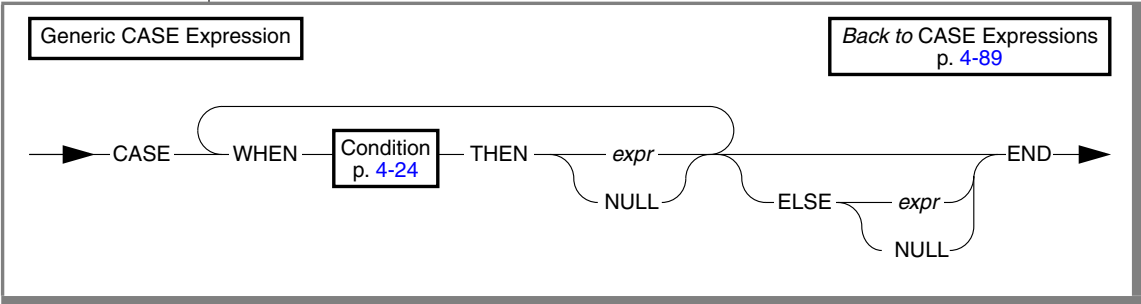 Generic CASE Expression
Back to CASE Expressions
p. 4-89
CASE WHEN Condition THEN expr END
p. 4-24
NULL ELSE expr
NULL